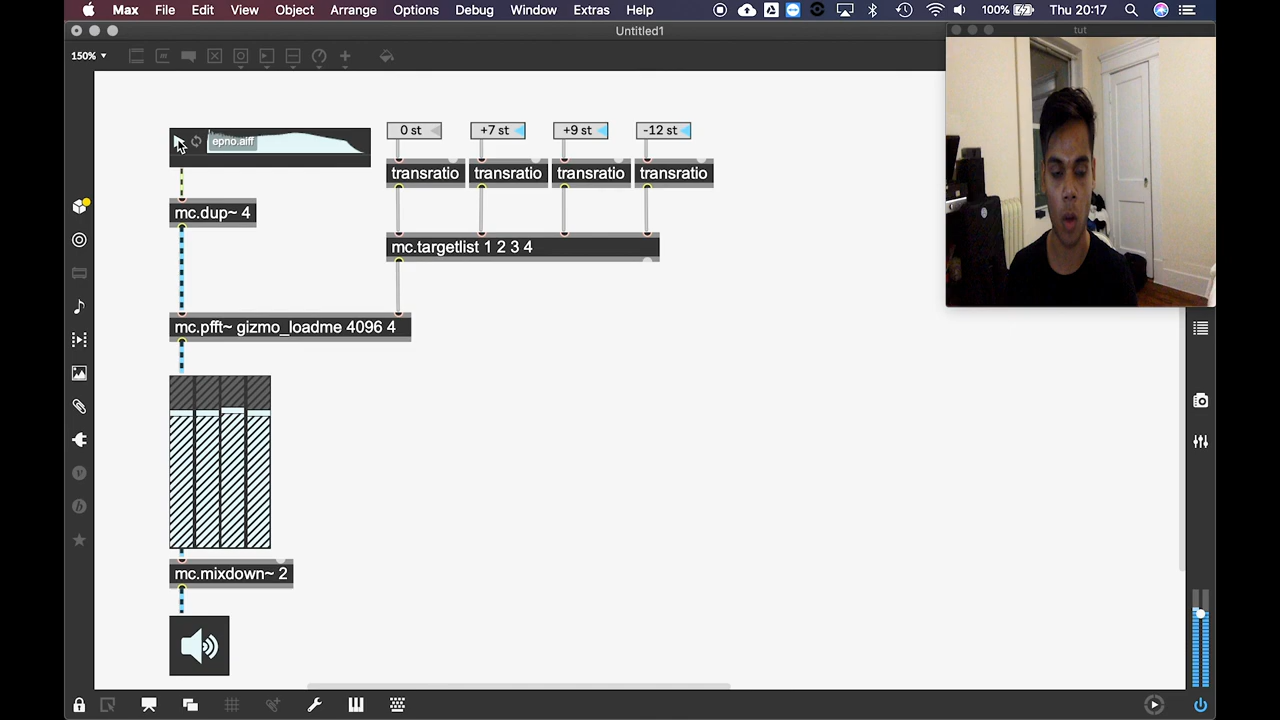 Max File Edit View Object Arrange Options Debug Window Extras Help 100% Thu 20:17
Untitled1
tut
150%
epno.aiff
0 st +7 st +9 st -12 st
transratio transratio transratio transratio
mc.dup~ 4
mc.targetlist 1 2 3 4
mc.pfft~ gizmo_loadme 4096 4
mc.mixdown~ 2